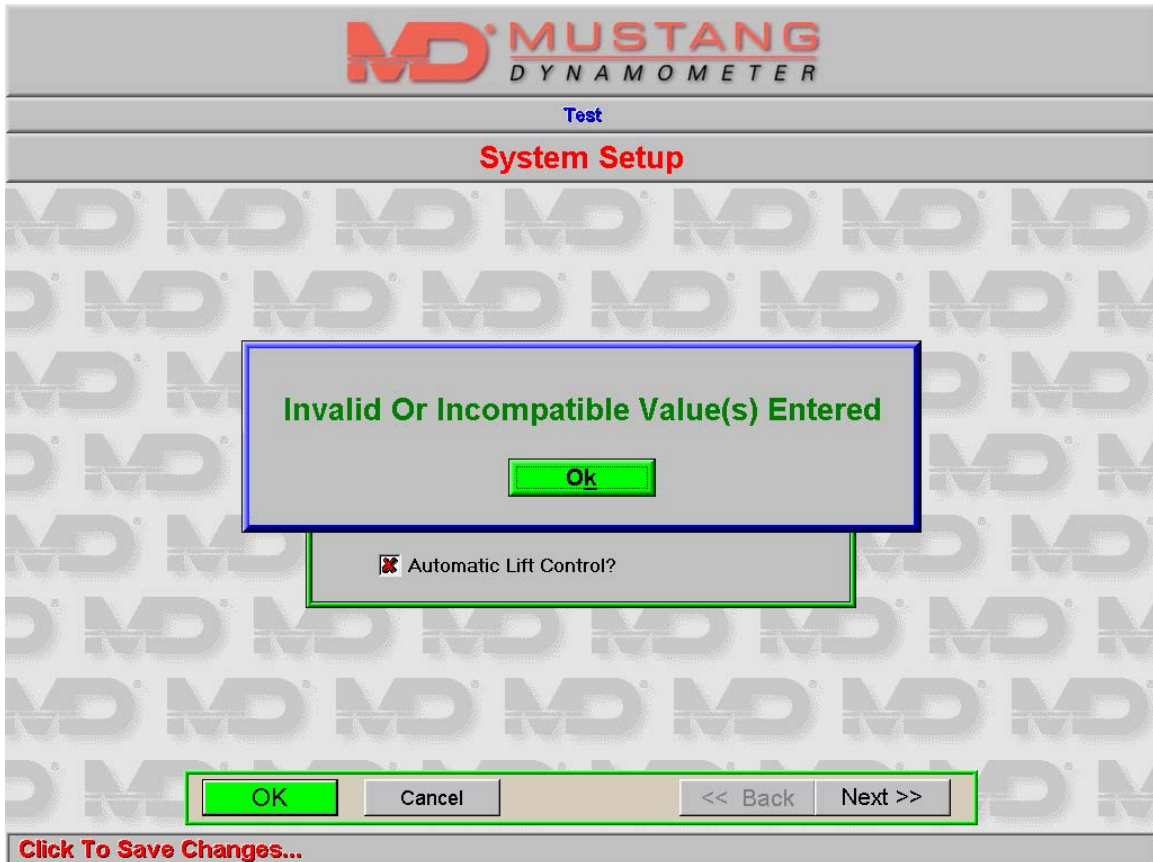 MD® MUSTANG
DYNAMOMETER
Test
System Setup
Invalid Or Incompatible Value(s) Entered
Ok
Automatic Lift Control?
OK
Cancel
<< Back
Next >>
Click To Save Changes...